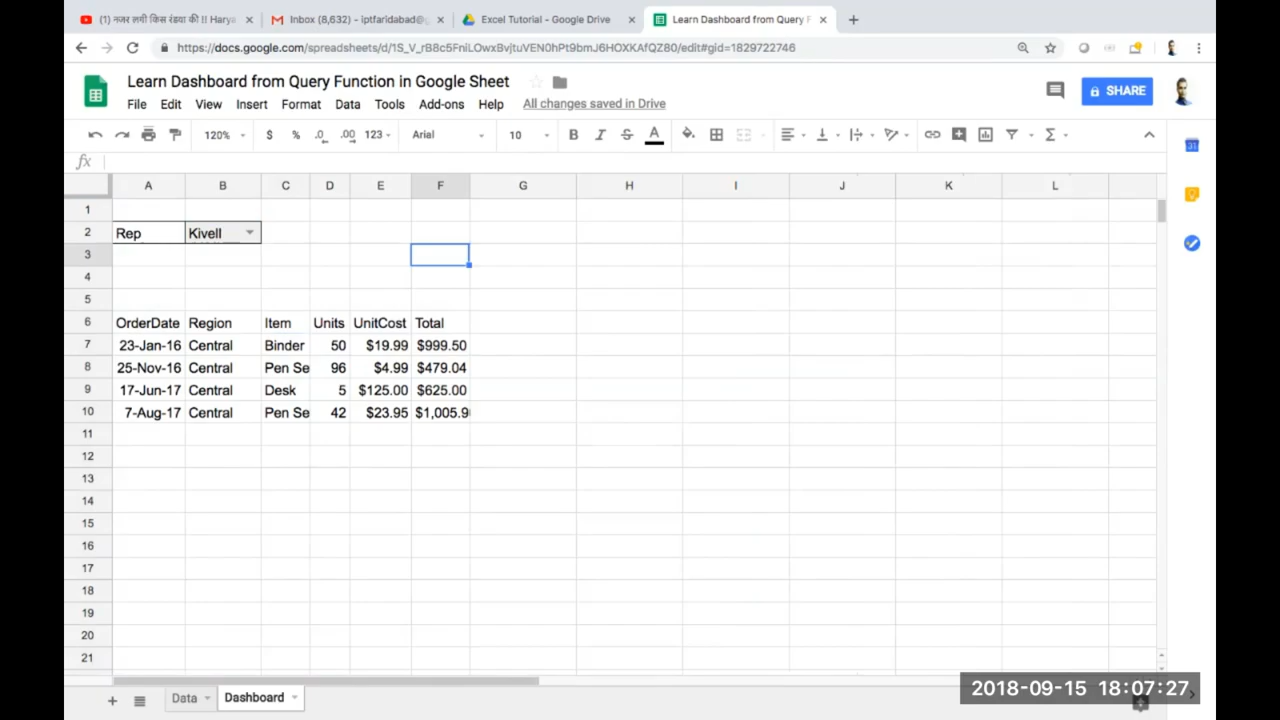 (1) नजर लगी किस रंडवा की !! Harya
Inbox (8,632) - iptfaridabad@g
Excel Tutorial - Google Drive
Learn Dashboard from Query F
https://docs.google.com/spreadsheets/d/1S_V_rB8c5FniLOwxBvjtuVEN0hPt9bmJ6HOXKAfQZ80/edit#gid=1829722746
Learn Dashboard from Query Function in Google Sheet
File Edit View Insert Format Data Tools Add-ons Help All changes saved in Drive
SHARE
120% $ % .0 .00 123 Arial 10 B I S A
fx
A B C D E F G H I J K L
1
2 Rep Kivell
3
4
5
6 OrderDate Region Item Units UnitCost Total
7 23-Jan-16 Central Binder 50 $19.99 $999.50
8 25-Nov-16 Central Pen Se 96 $4.99 $479.04
9 17-Jun-17 Central Desk 5 $125.00 $625.00
10 7-Aug-17 Central Pen Se 42 $23.95 $1,005.9
11
12
13
14
15
16
17
18
19
20
21
Data Dashboard
2018-09-15 18:07:27